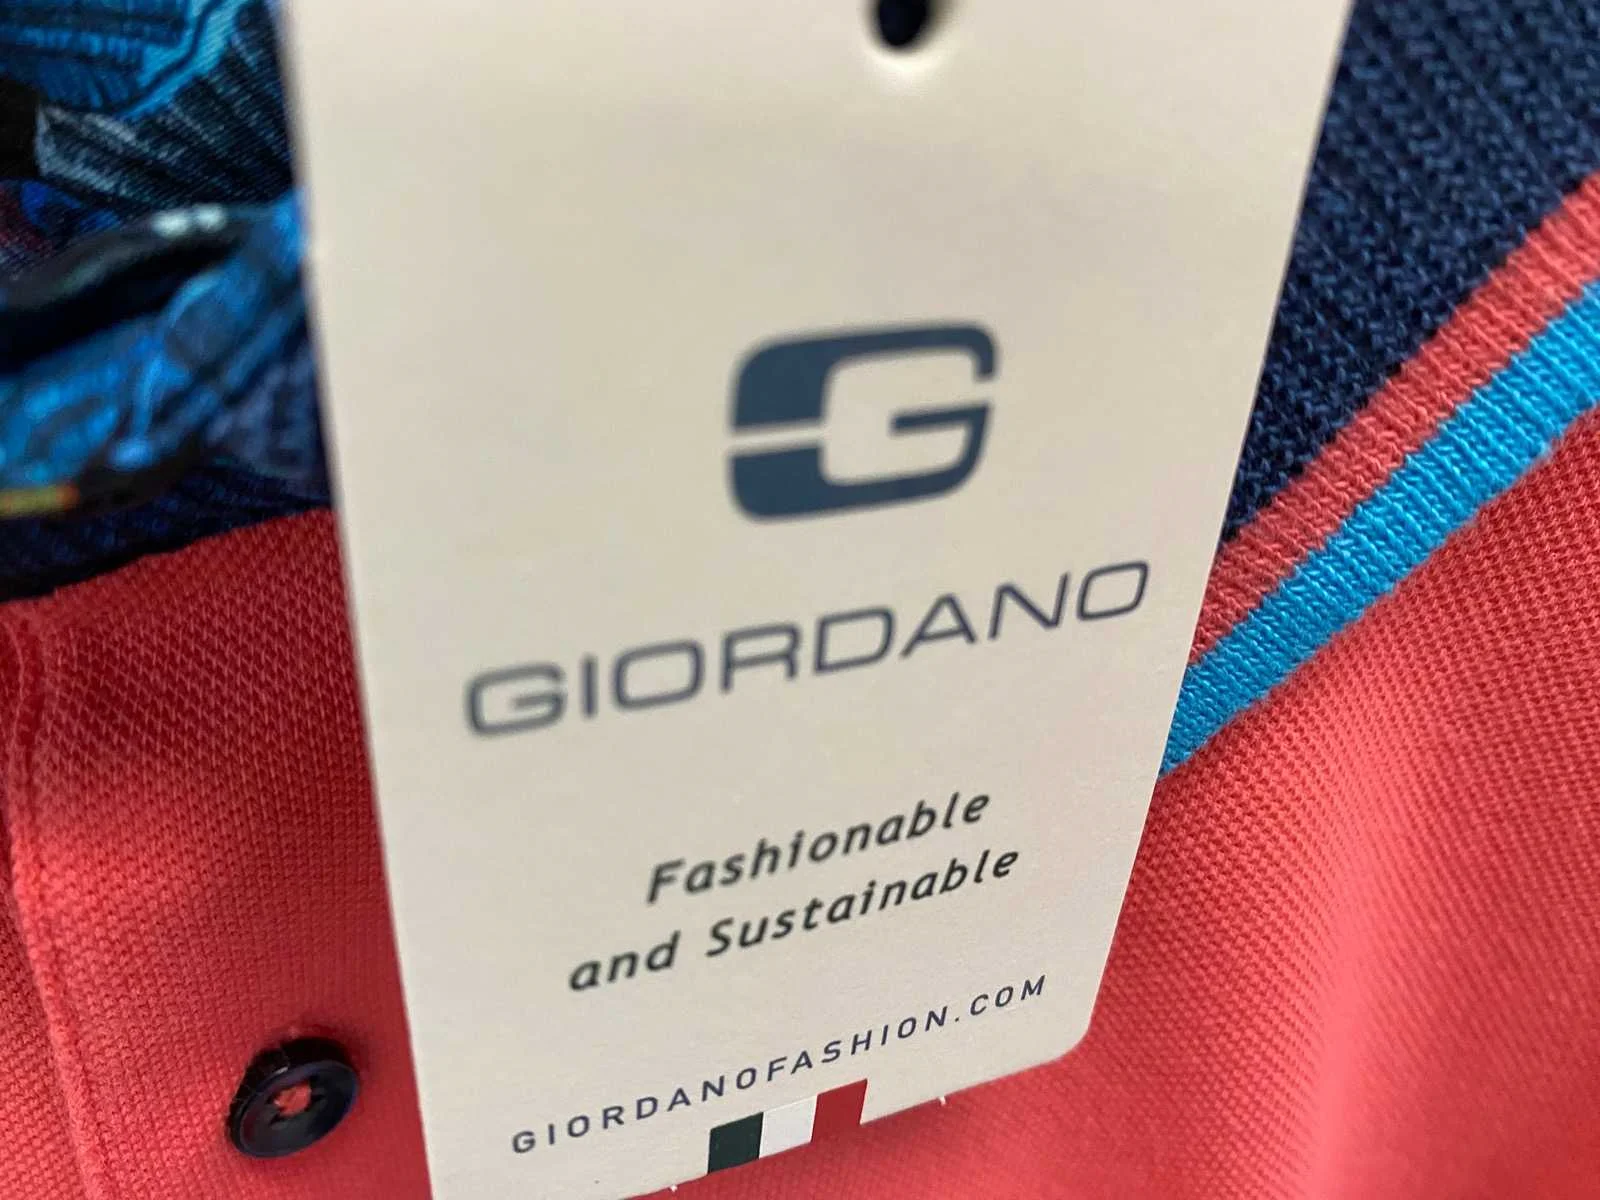 G
GIORDANO
Fashionable
and Sustainable
GIORDANOFASHION.COM